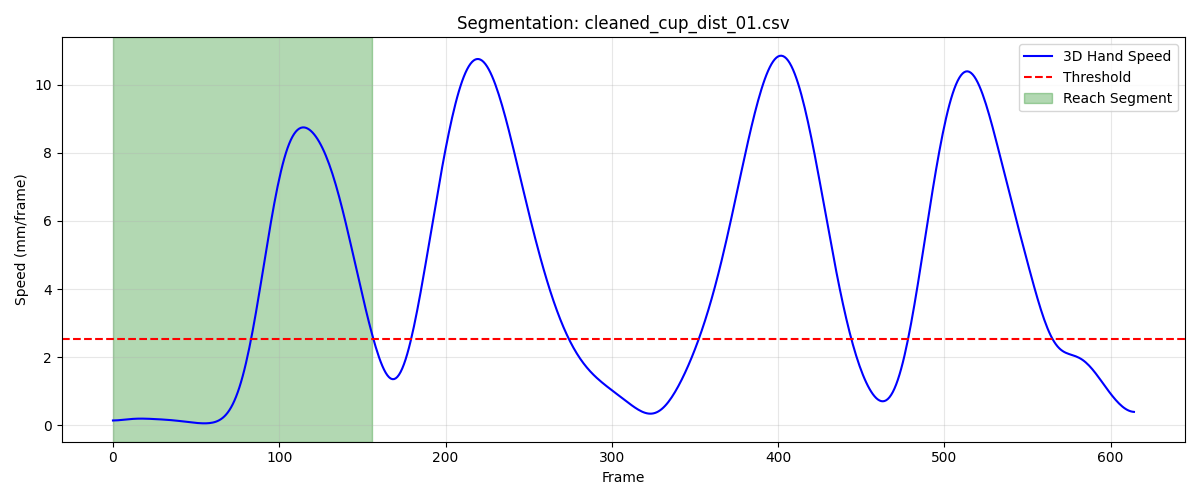 Segmentation: cleaned_cup_dist_01.csv
3D Hand Speed
Threshold
Reach Segment
Speed (mm/frame)
10
8
6
4
2
0
0 100 200 300 400 500 600
Frame